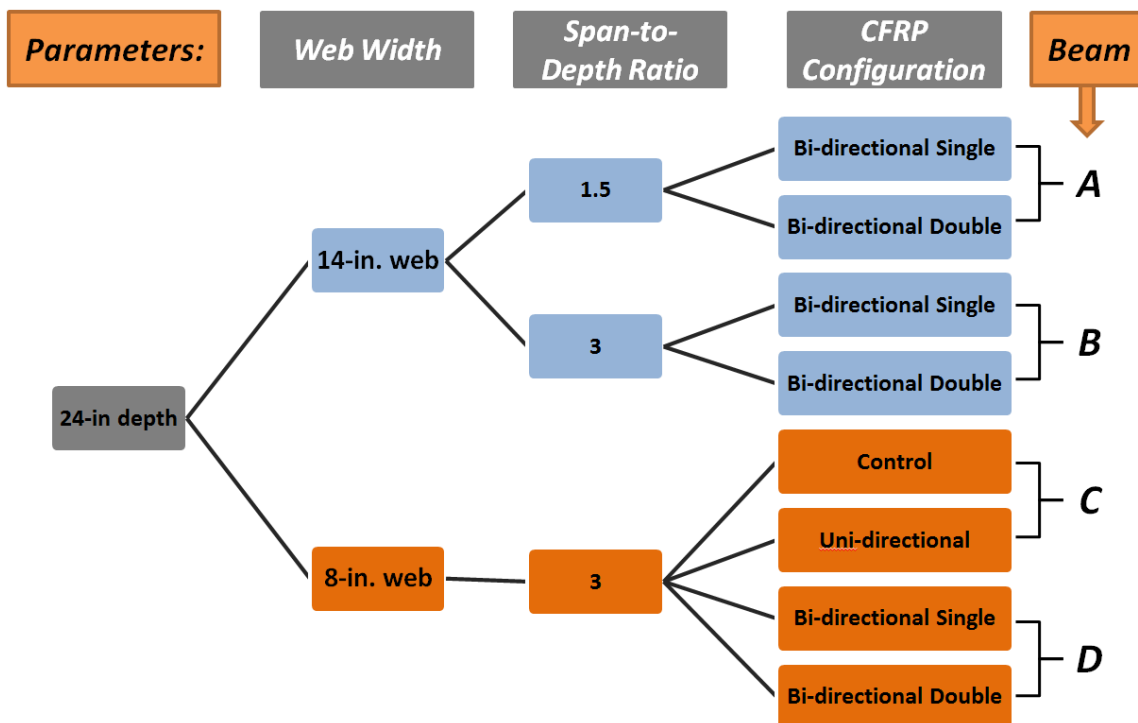 Parameters:
Web Width
Span-to-
Depth Ratio
CFRP
Configuration
Beam
24-in depth
14-in. web
1.5
Bi-directional Single
Bi-directional Double
A
3
Bi-directional Single
Bi-directional Double
B
8-in. web
3
Control
Uni-directional
C
Bi-directional Single
Bi-directional Double
D